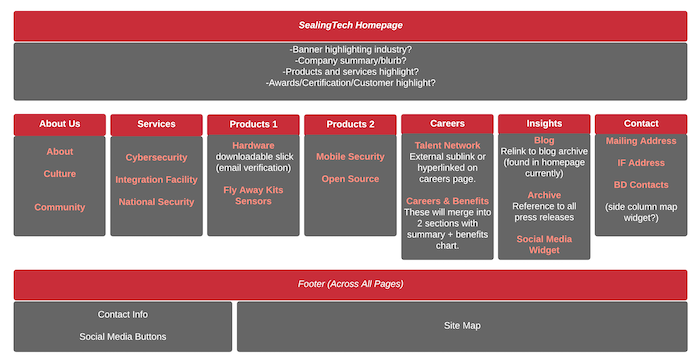 SealingTech Homepage
-Banner highlighting industry?
-Company summary/blurb?
-Products and services highlight?
-Awards/Certification/Customer highlight?
About Us
About
Culture
Community
Services
Cybersecurity
Integration Facility
National Security
Products 1
Hardware
downloadable slick
(email verification)
Fly Away Kits
Sensors
Products 2
Mobile Security
Open Source
Careers
Talent Network
External sublink or
hyperlinked on
careers page.
Careers & Benefits
These will merge into
2 sections with
summary + benefits
chart.
Insights
Blog
Relink to blog archive
(found in homepage
currently)
Archive
Reference to all
press releases
Social Media
Widget
Contact
Mailing Address
IF Address
BD Contacts
(side column map
widget?)
Footer (Across All Pages)
Contact Info
Social Media Buttons
Site Map